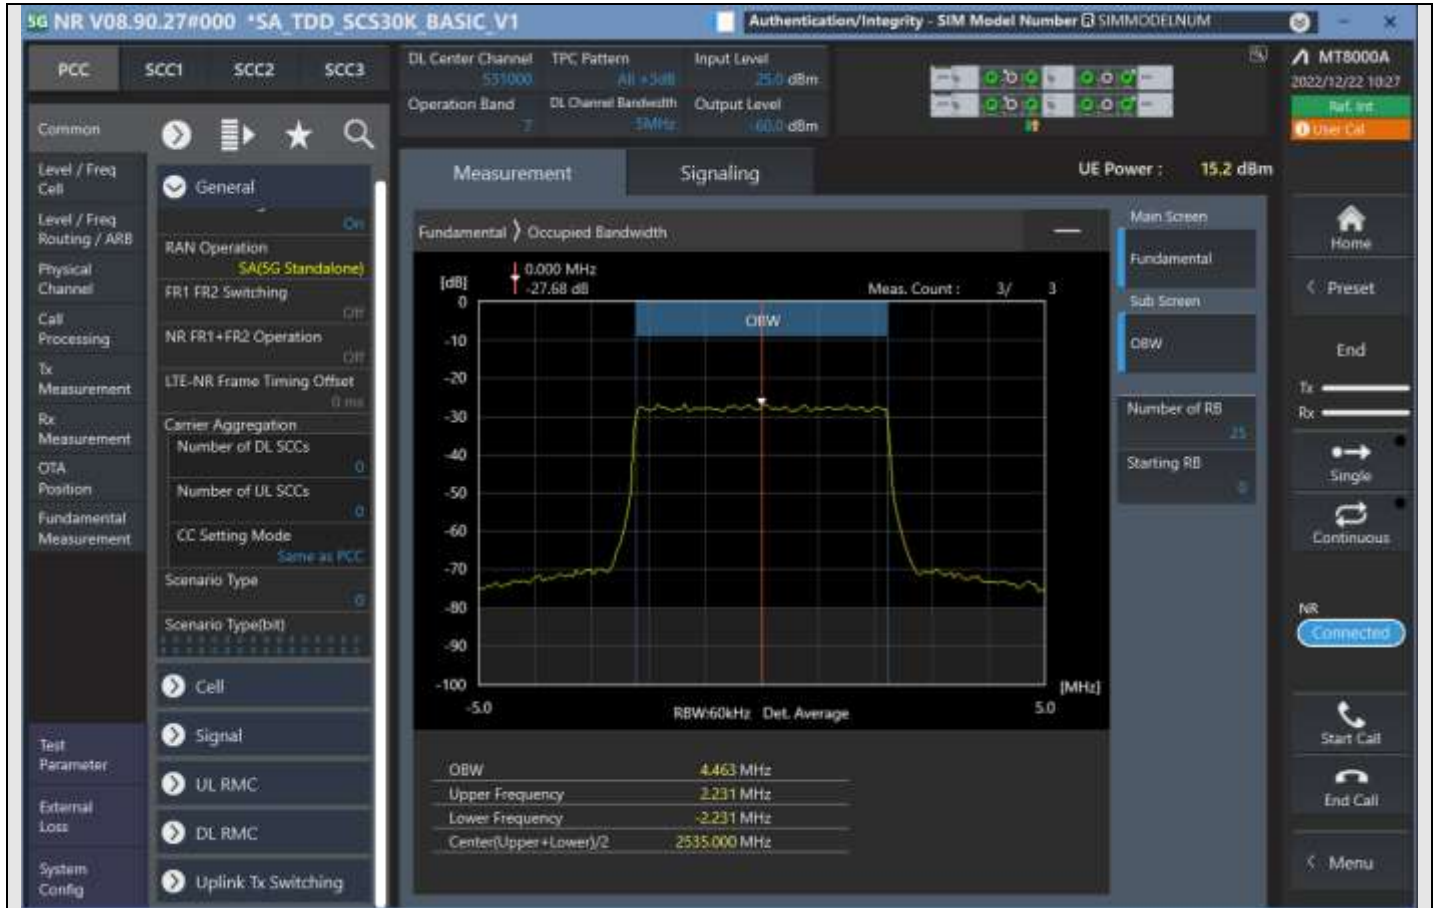 5G NR V08.90.27#000 *SA_TDD_SCS30K_BASIC_V1
Authentication/Integrity - SIM Model Number SIMMODELNUM
PCC
SCC1
SCC2
SCC3
DL Center Channel
531000
TPC Pattern
All +3dB
Input Level
25.0 dBm
Operation Band
7
DL Channel Bandwidth
5MHz
Output Level
-60.0 dBm
MT8000A
2022/12/22 10:27
Ref. Int.
User Cal
Common
Level / Freq
Cell
Level / Freq
Routing / ARB
Physical
Channel
Call
Processing
Tx
Measurement
Rx
Measurement
OTA
Position
Fundamental
Measurement
Test
Parameter
External
Loss
System
Config
General
On
RAN Operation
SA(5G Standalone)
FR1 FR2 Switching
Off
NR FR1+FR2 Operation
Off
LTE-NR Frame Timing Offset
0 ms
Carrier Aggregation
Number of DL SCCs
0
Number of UL SCCs
0
CC Setting Mode
Same as PCC
Scenario Type
0
Scenario Type(bit)
Cell
Signal
UL RMC
DL RMC
Uplink Tx Switching
Measurement
Signaling
UE Power : 15.2 dBm
Fundamental Occupied Bandwidth
0.000 MHz
-27.68 dB
Meas. Count : 3/ 3
[dB]
0
-10
-20
-30
-40
-50
-60
-70
-80
-90
-100
OBW
-5.0
RBW:60kHz Det. Average
5.0
[MHz]
OBW 4.463 MHz
Upper Frequency 2.231 MHz
Lower Frequency -2.231 MHz
Center(Upper+Lower)/2 2535.000 MHz
Main Screen
Fundamental
Sub Screen
OBW
Number of RB
25
Starting RB
0
Home
Preset
End
Tx
Rx
Single
Continuous
NR
Connected
Start Call
End Call
Menu